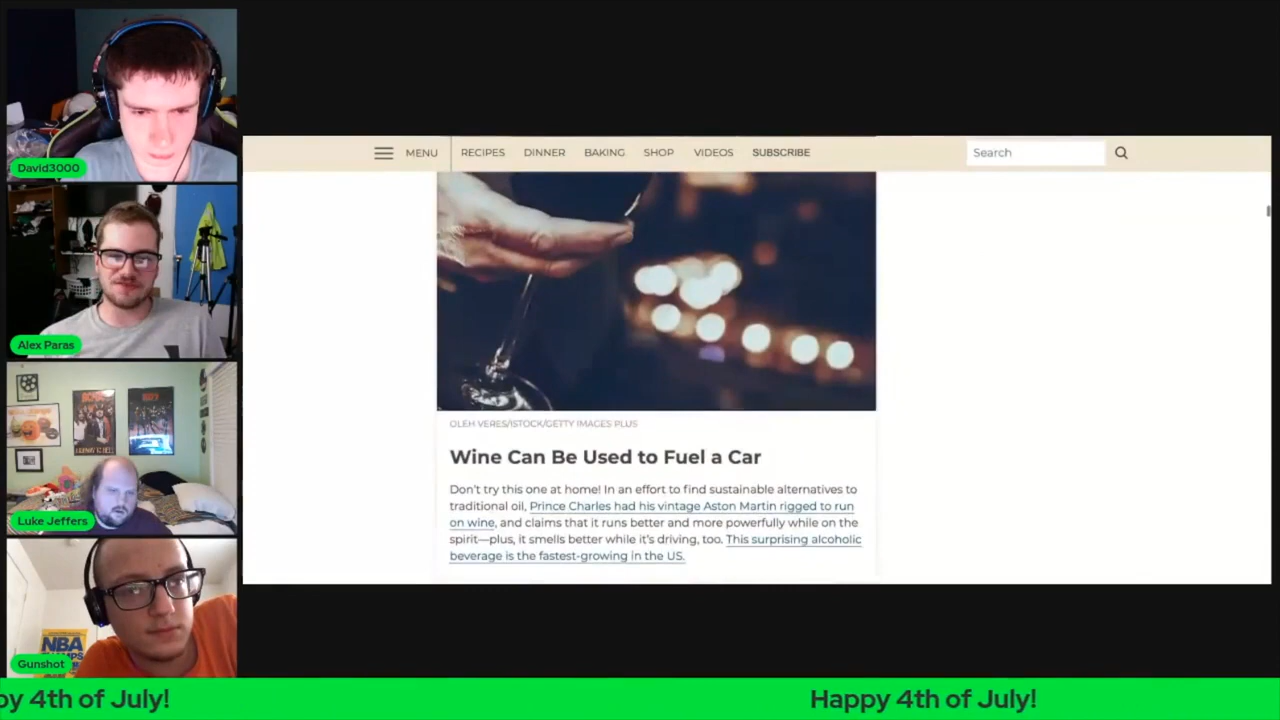 David3000
Alex Paras
Luke Jeffers
NBA
Gunshot
MENU
RECIPES
DINNER
BAKING
SHOP
VIDEOS
SUBSCRIBE
Search
OLEH VERES/ISTOCK/GETTY IMAGES PLUS
Wine Can Be Used to Fuel a Car
Don't try this one at home! In an effort to find sustainable alternatives to
traditional oil, Prince Charles had his vintage Aston Martin rigged to run
on wine, and claims that it runs better and more powerfully while on the
spirit—plus, it smells better while it's driving, too. This surprising alcoholic
beverage is the fastest-growing in the US.
py 4th of July!
Happy 4th of July!